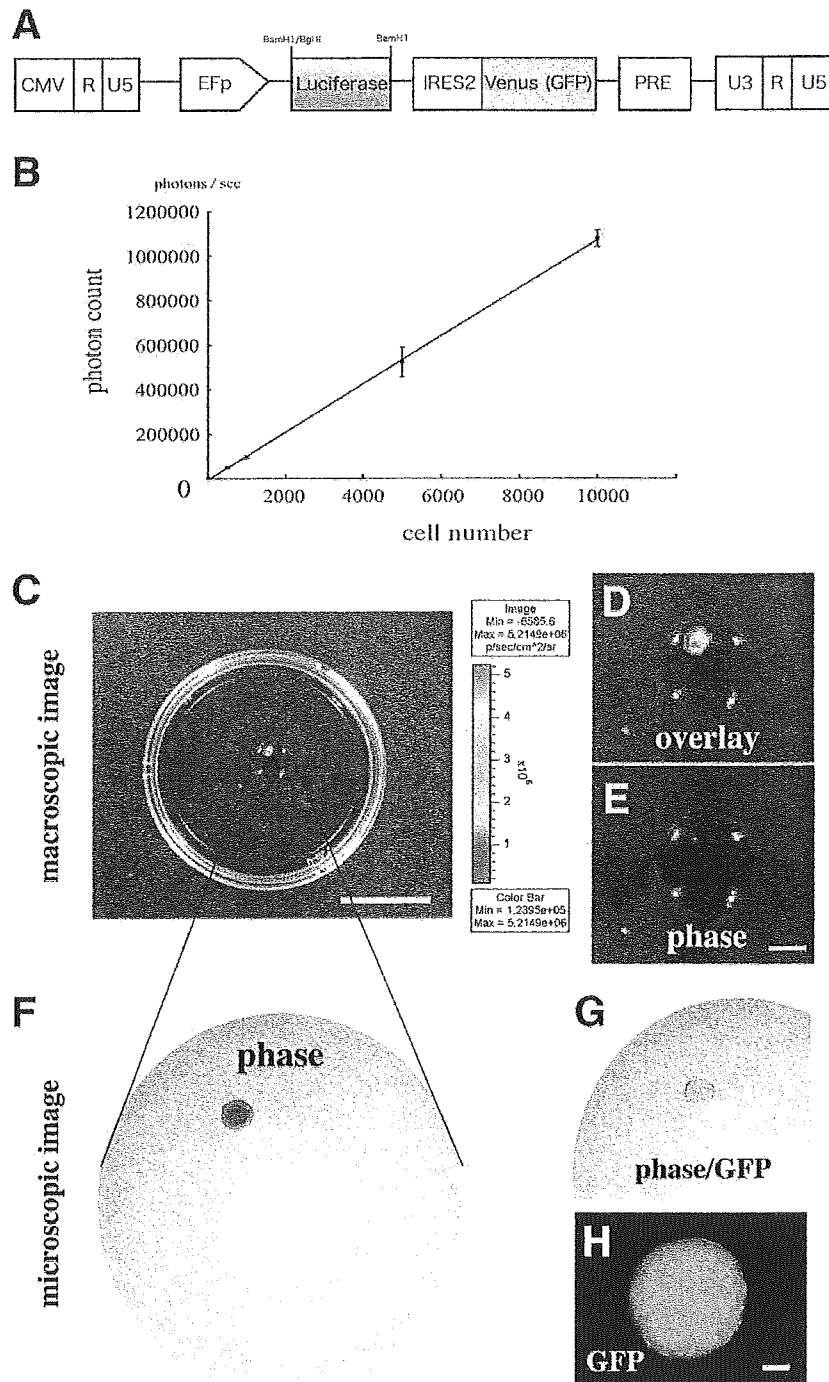 A
BamH1/BglII BamH1
CMV R U5 EFp Luciferase IRES2 Venus (GFP) PRE U3 R U5
B
photons / sec
1200000
1000000
800000
600000
400000
200000
0
photon count
2000 4000 6000 8000 10000
cell number
C
macroscopic image
Image
Min = -6585.6
Max = 5.2149e+06
p/sec/cm^2/sr
5
4
3
2
1
x10^6
Color Bar
Min = 1.2395e+05
Max = 5.2149e+06
D
overlay
E
phase
F
microscopic image
phase
G
phase/GFP
H
GFP